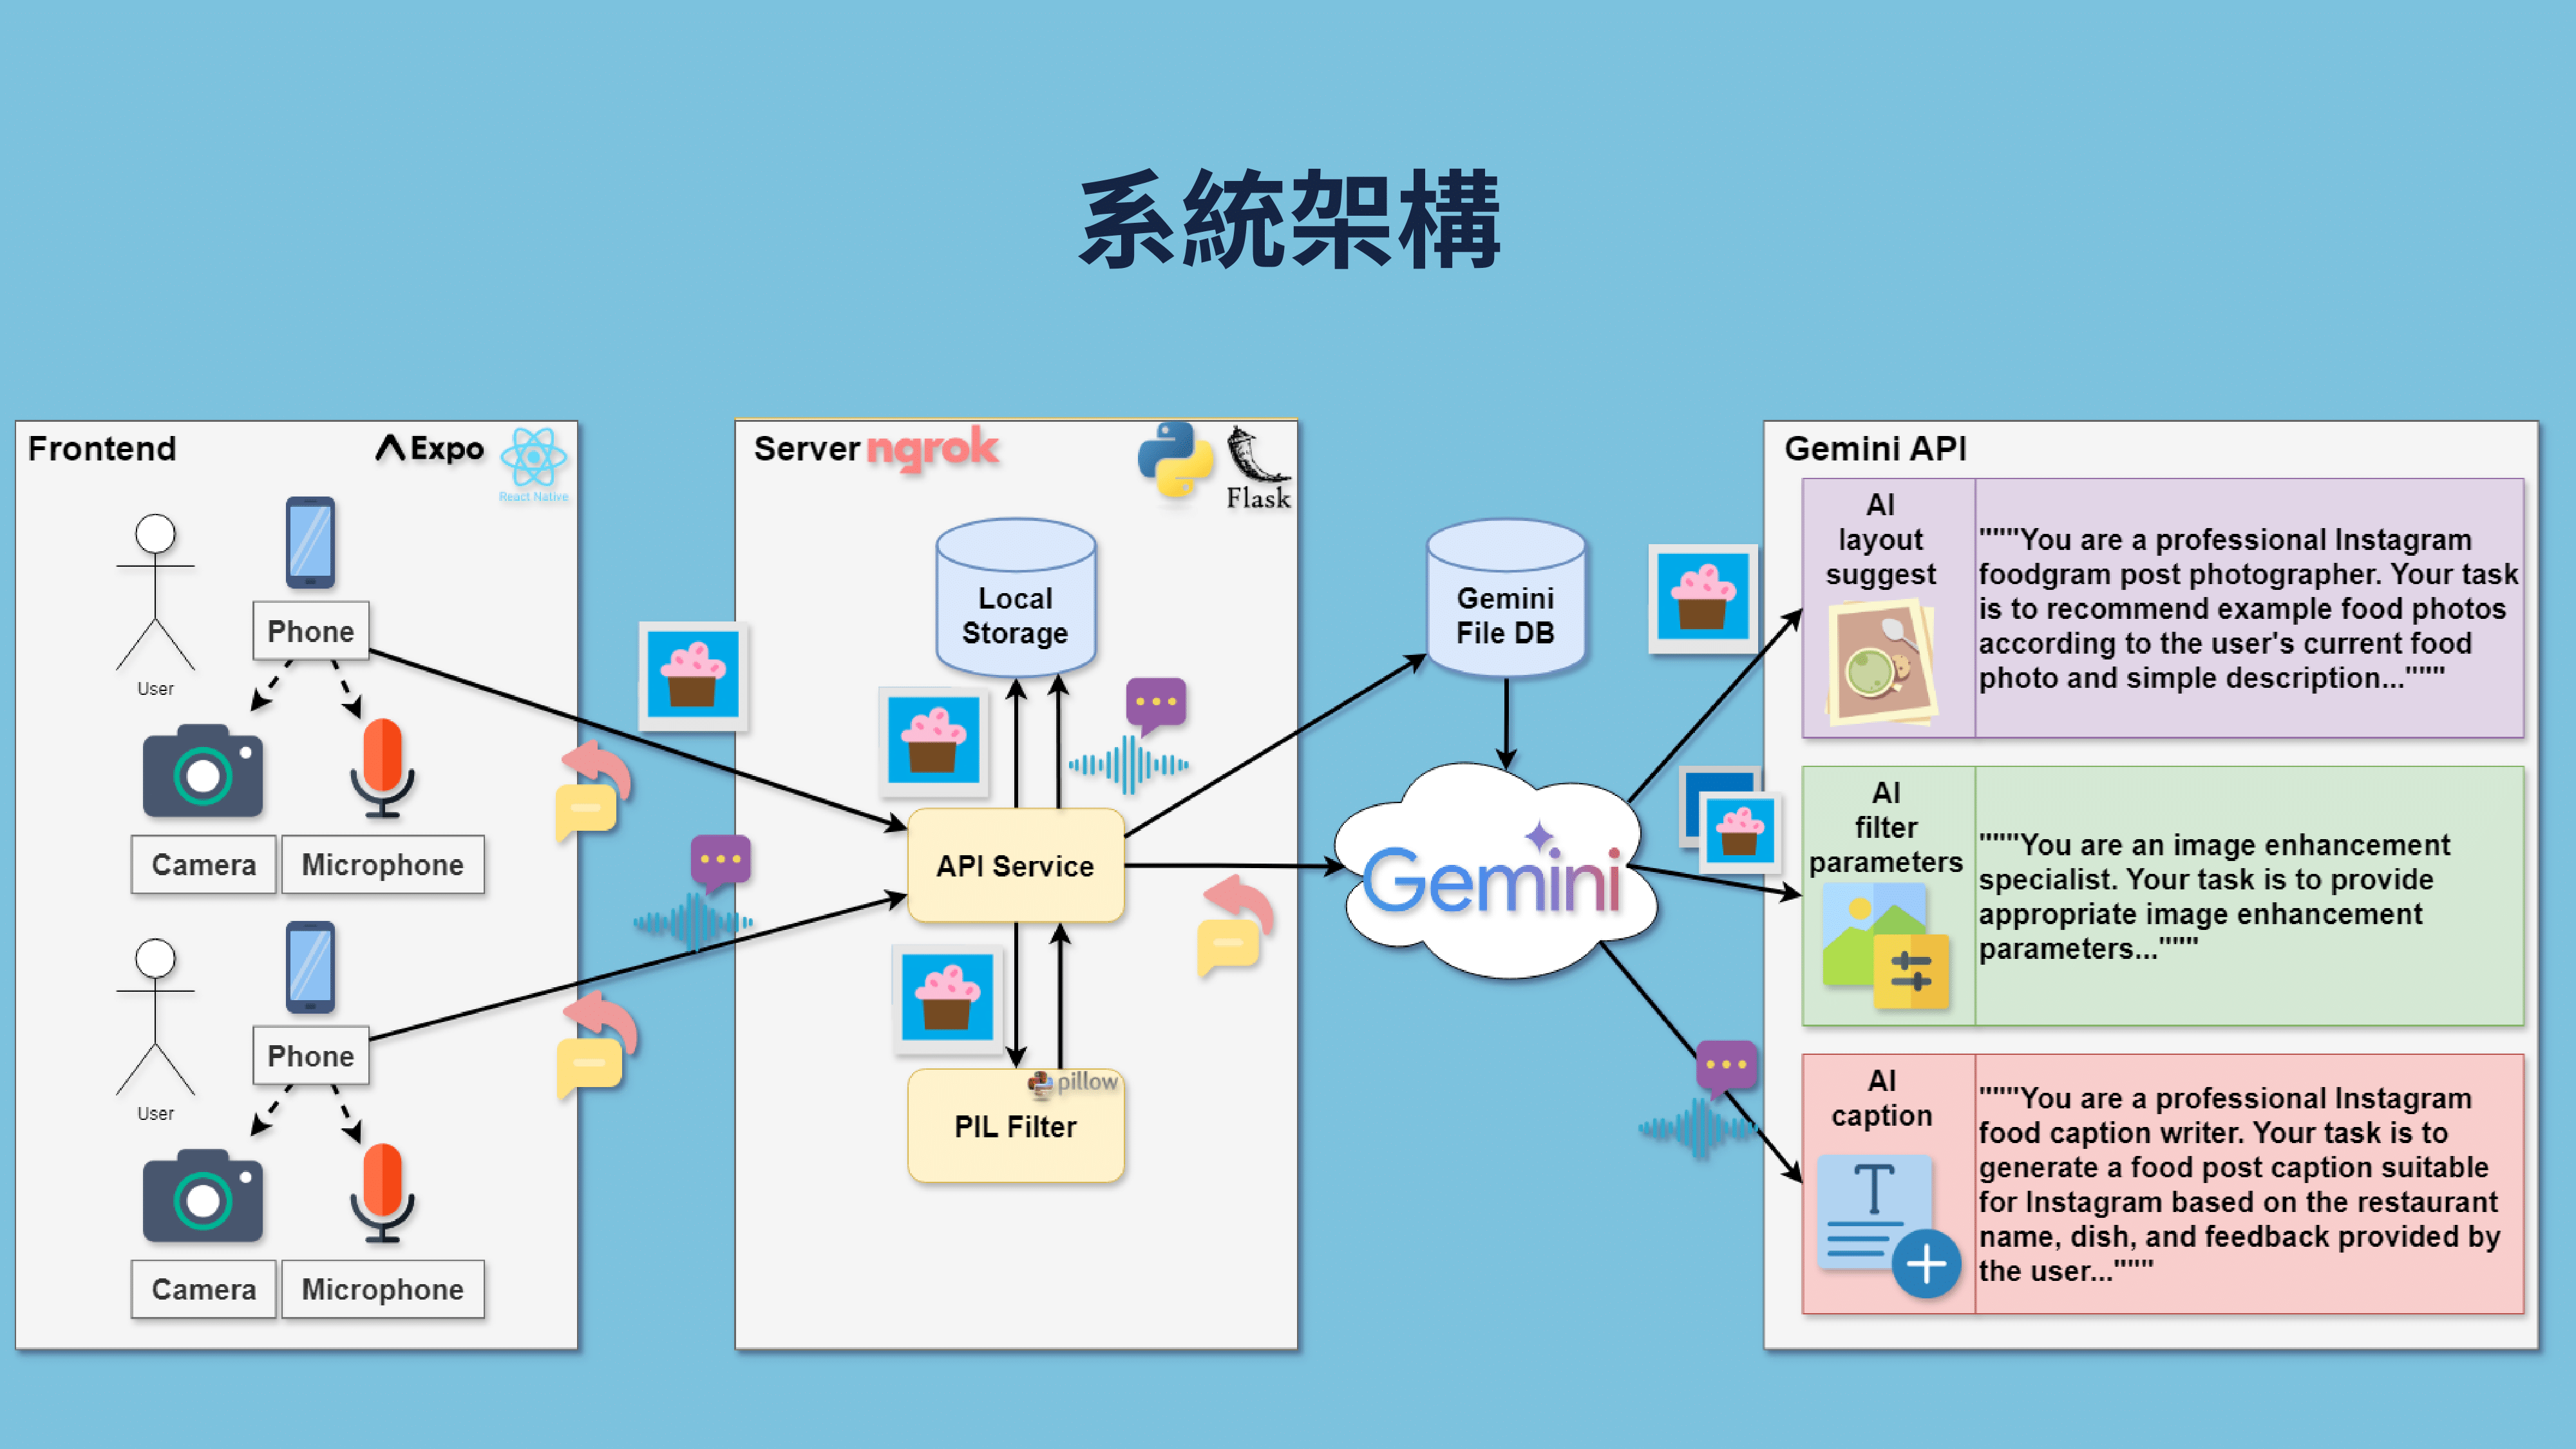 系統架構
Frontend
Expo
React Native
User
Phone
Camera
Microphone
User
Phone
Camera
Microphone
Server
ngrok
Flask
Local
Storage
API Service
pillow
PIL Filter
Gemini
File DB
Gemini
Gemini API
AI
layout
suggest
""""You are a professional Instagram
foodgram post photographer. Your task
is to recommend example food photos
according to the user's current food
photo and simple description...""""
AI
filter
parameters
""""You are an image enhancement
specialist. Your task is to provide
appropriate image enhancement
parameters...""""
AI
caption
""""You are a professional Instagram
food caption writer. Your task is to
generate a food post caption suitable
for Instagram based on the restaurant
name, dish, and feedback provided by
the user...""""